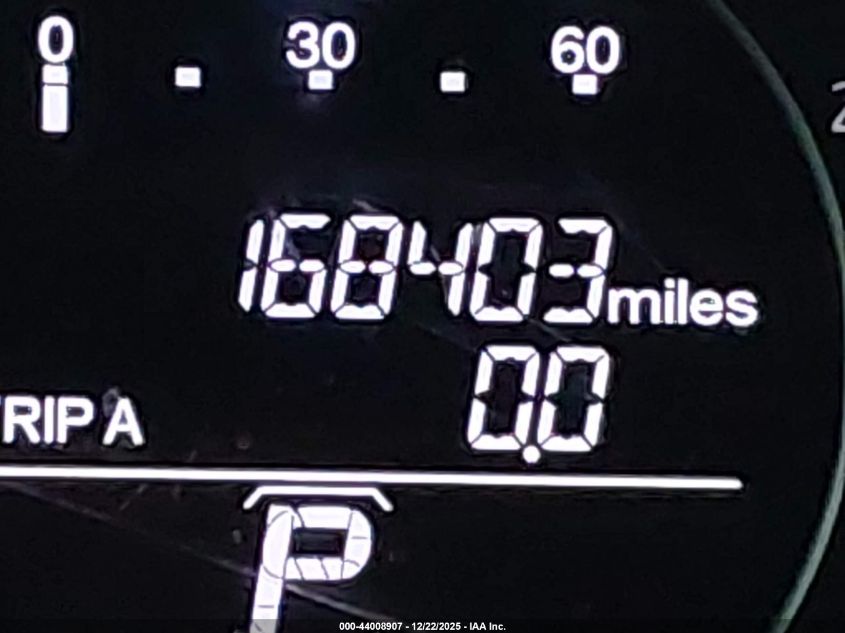 0 30 60
168403 miles
TRIP A 0.0
P
000-44008907 - 12/22/2025 - IAA Inc.